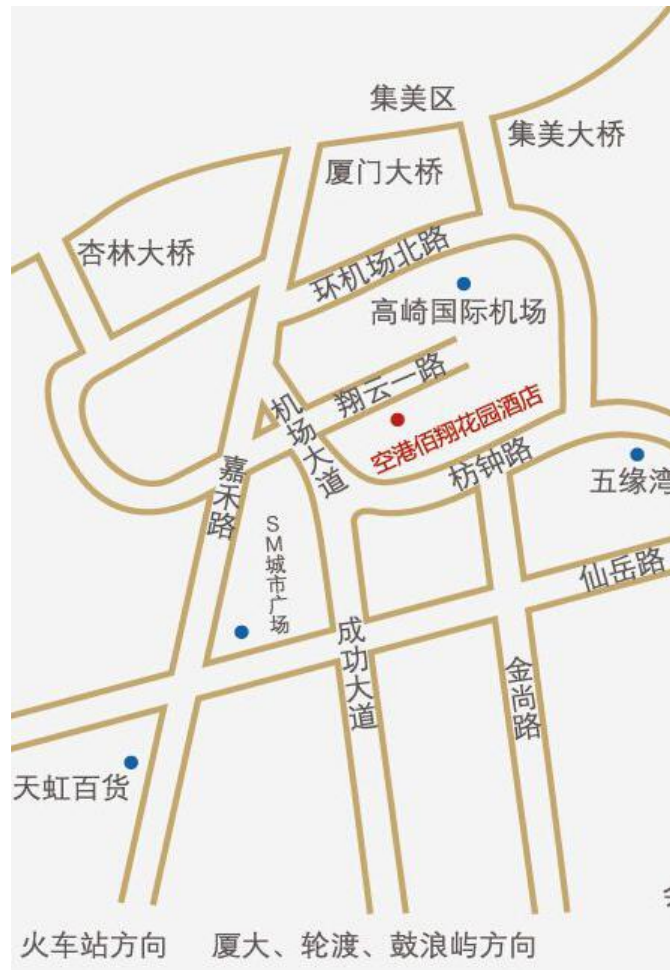 集美区
集美大桥
厦门大桥
杏林大桥
环机场北路
高崎国际机场
翔云一路
机场大道
空港佰翔花园酒店
枋钟路
五缘湾
嘉禾路
SM城市广场
仙岳路
成功大道
金尚路
天虹百货
火车站方向
厦大、轮渡、鼓浪屿方向